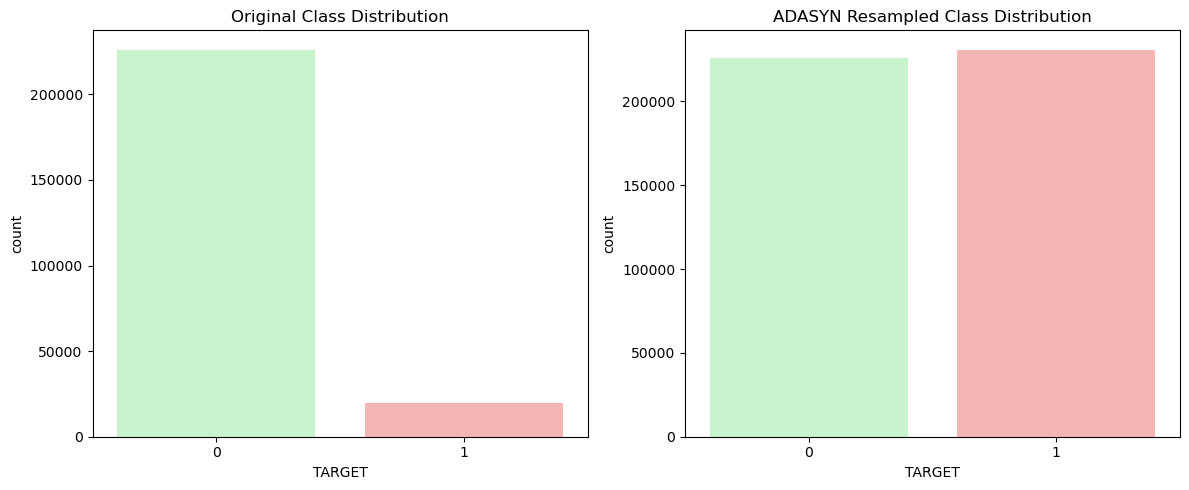 Original Class Distribution
200000
150000
100000
50000
0
count
0 1
TARGET
ADASYN Resampled Class Distribution
200000
150000
100000
50000
0
count
0 1
TARGET